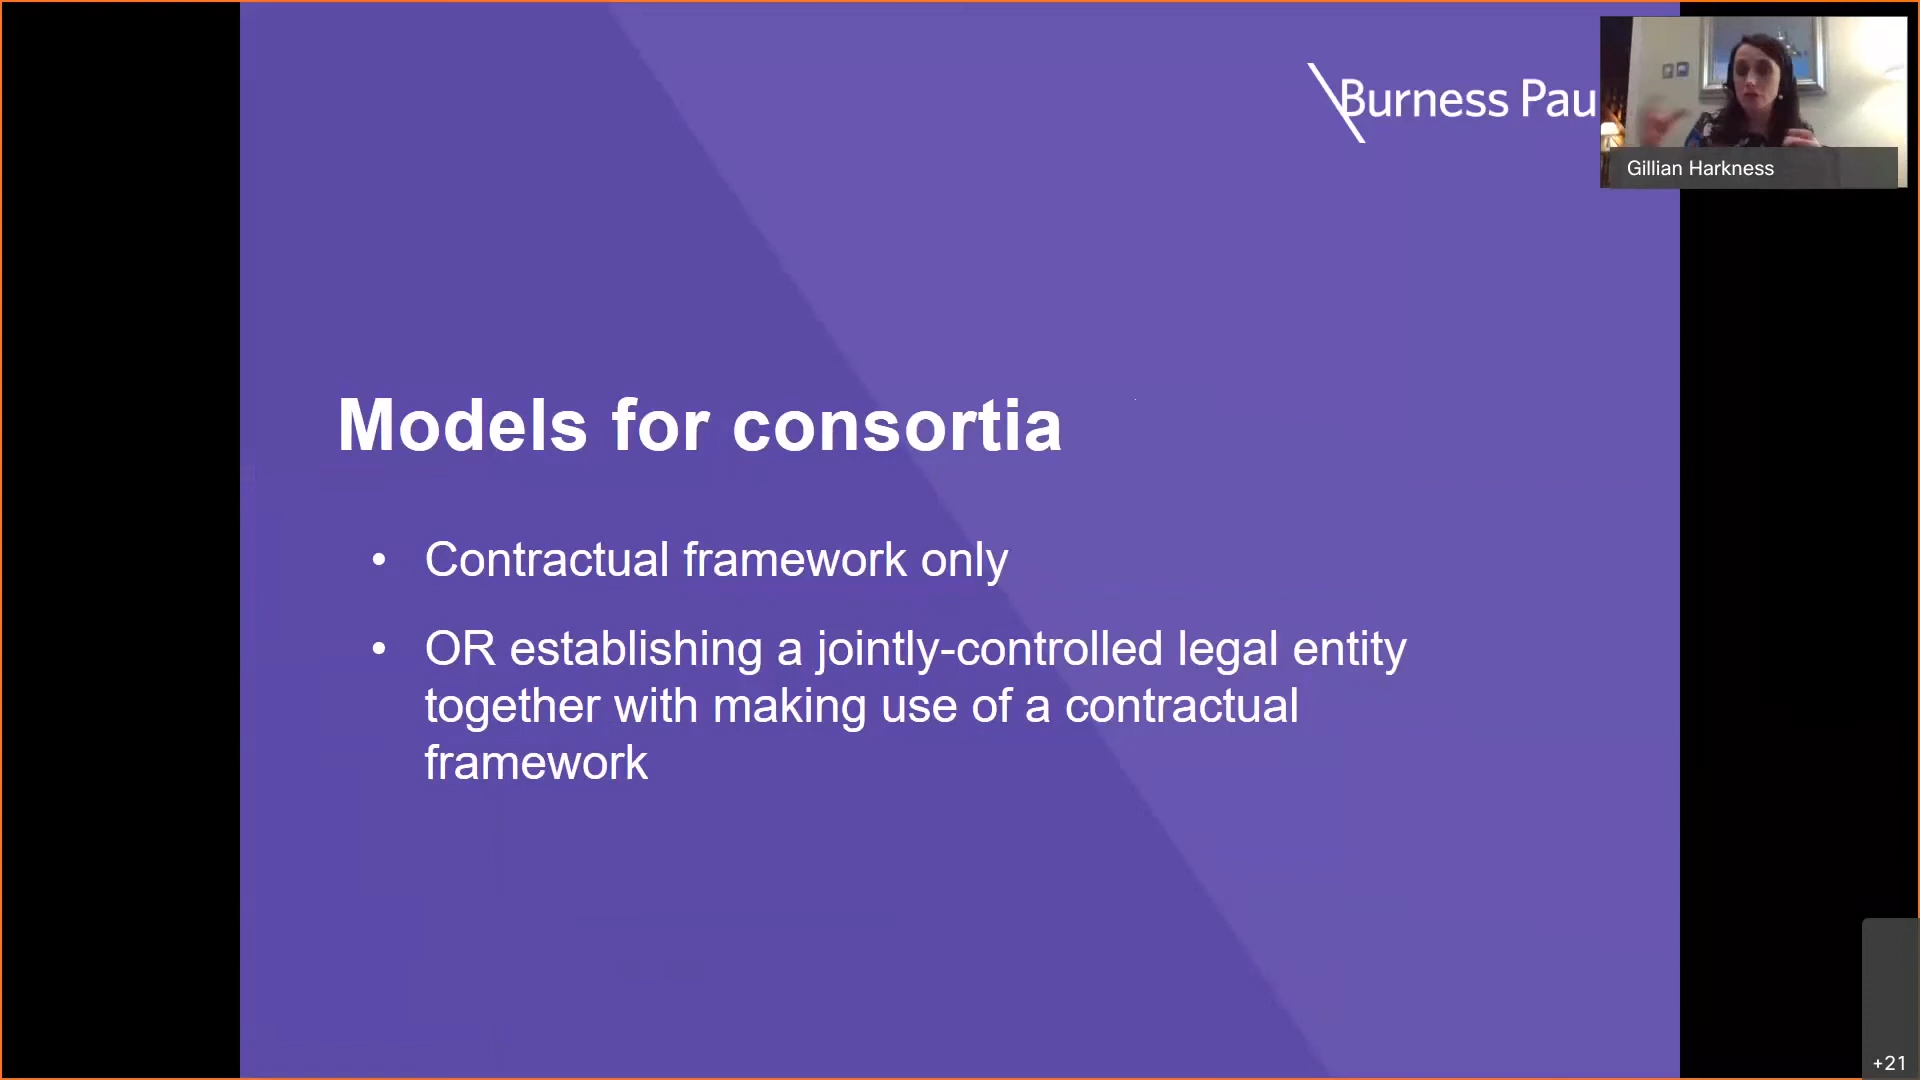 Burness Pau
Gillian Harkness
Models for consortia
• Contractual framework only
• OR establishing a jointly-controlled legal entity
together with making use of a contractual
framework
+21